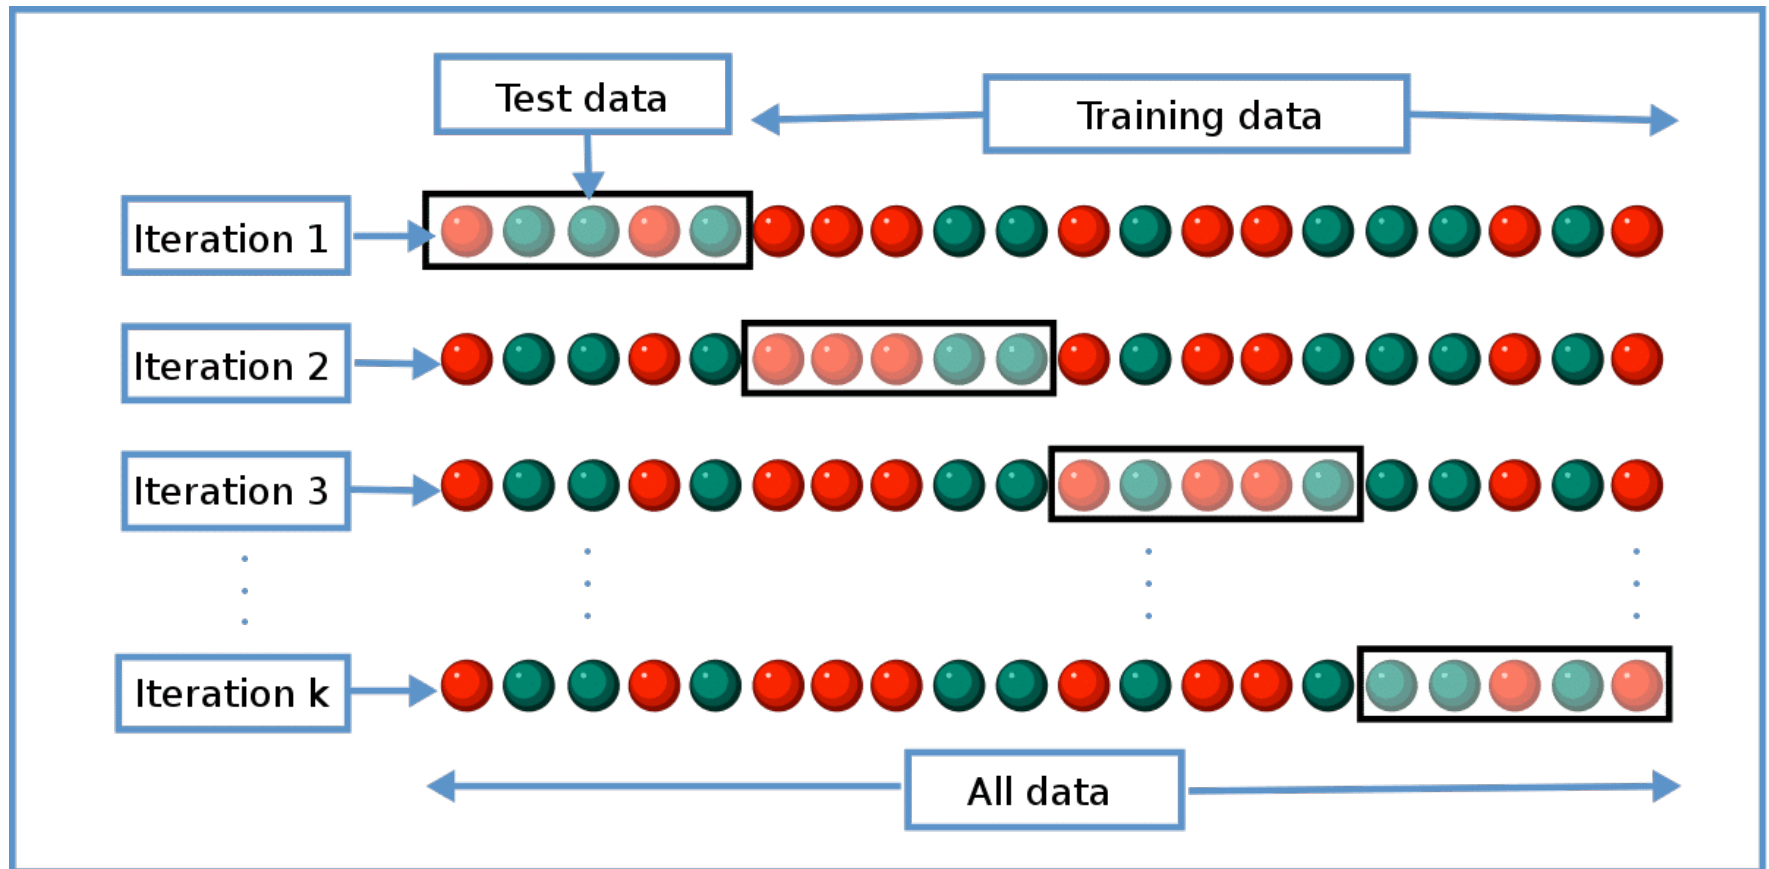 Test data
Training data
Iteration 1
Iteration 2
Iteration 3
Iteration k
All data